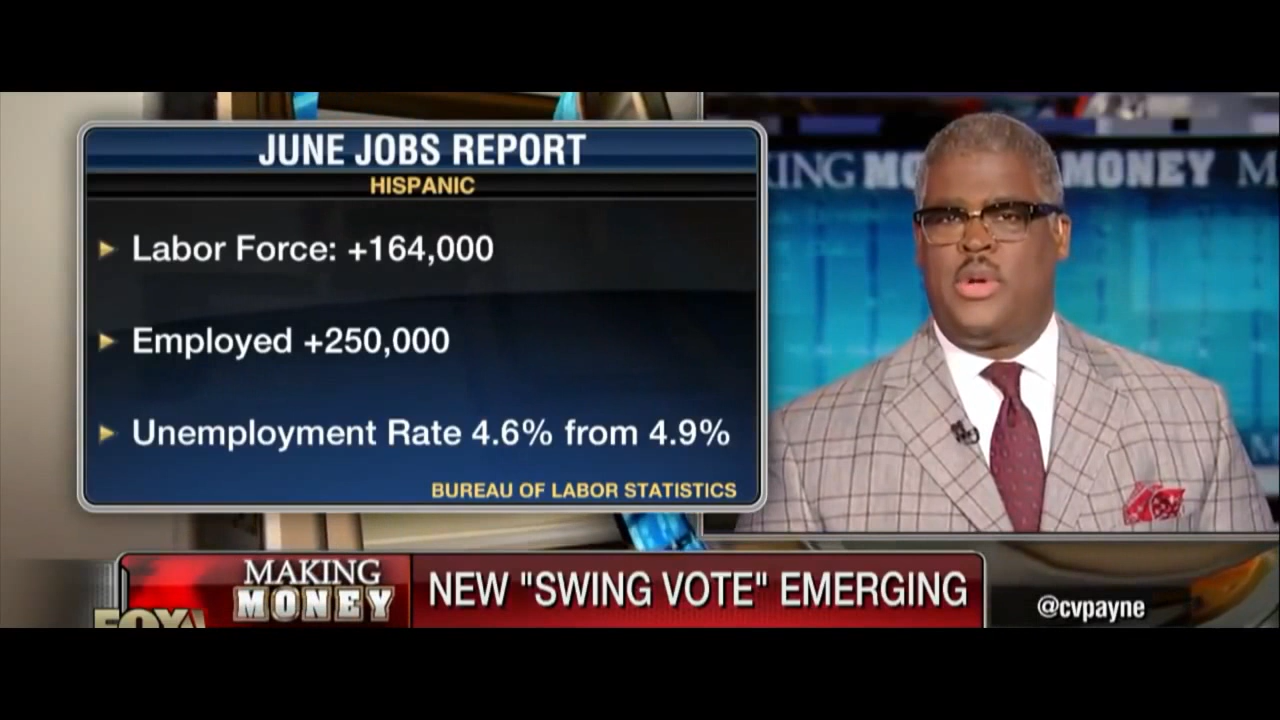 JUNE JOBS REPORT
HISPANIC
Labor Force: +164,000
Employed +250,000
Unemployment Rate 4.6% from 4.9%
BUREAU OF LABOR STATISTICS
MONEY
MAKING
MONEY
NEW "SWING VOTE" EMERGING
@cvpayne
FOX